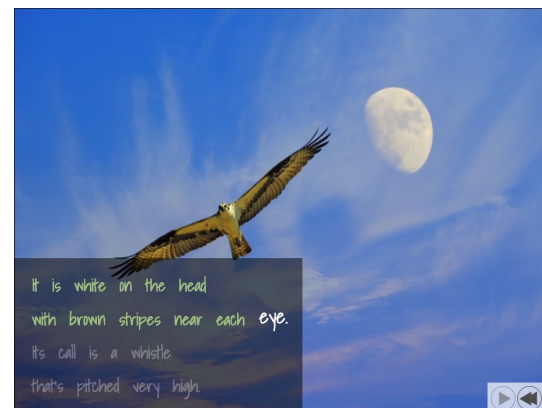 It is white on the head
with brown stripes near each eye.
It's call is a whistle
that's pitched very high.